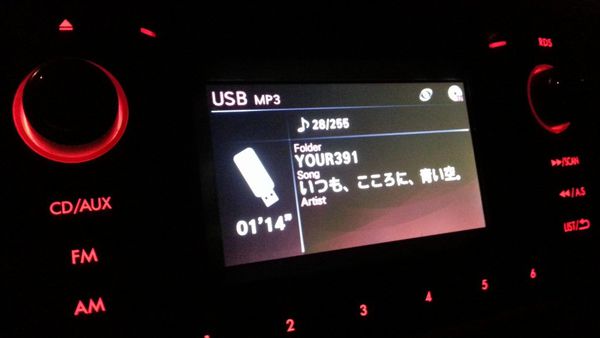 RDS
USB MP3
28/255
Folder
YOUR391
Song
いつも、こころに、青い空。
Artist
01'14"
CD/AUX
FM
AM
▶▶/SCAN
◀◀/A.S
LIST/
1
2
3
4
5
6